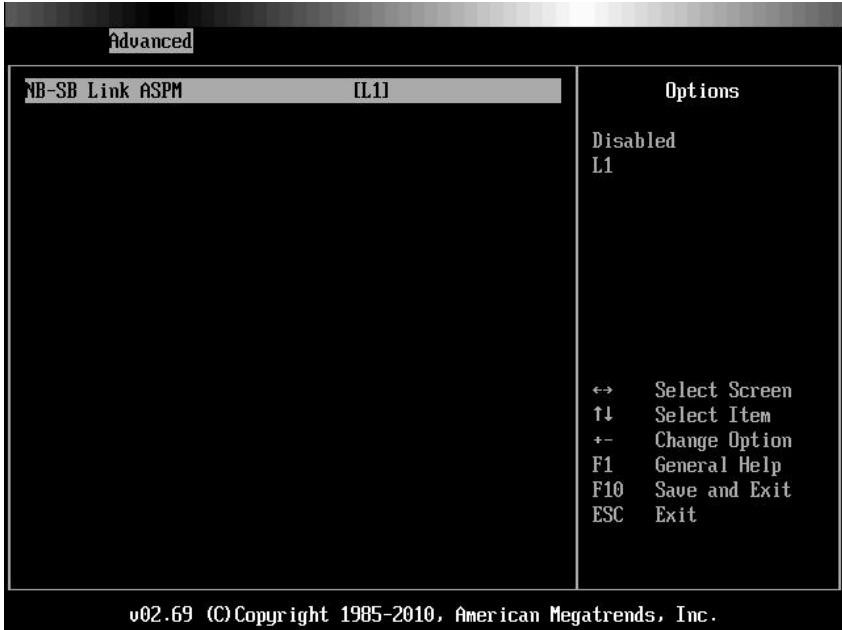 Advanced
NB-SB Link ASPM [L1]
Options
Disabled
L1
↔ Select Screen
↑↓ Select Item
+- Change Option
F1 General Help
F10 Save and Exit
ESC Exit
v02.69 (C)Copyright 1985-2010, American Megatrends, Inc.